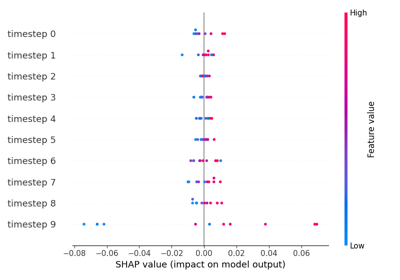 High
timestep 0
timestep 1
timestep 2
timestep 3
timestep 4
timestep 5
timestep 6
timestep 7
timestep 8
timestep 9
Feature value
Low
−0.08 −0.06 −0.04 −0.02 0.00 0.02 0.04 0.06
SHAP value (impact on model output)